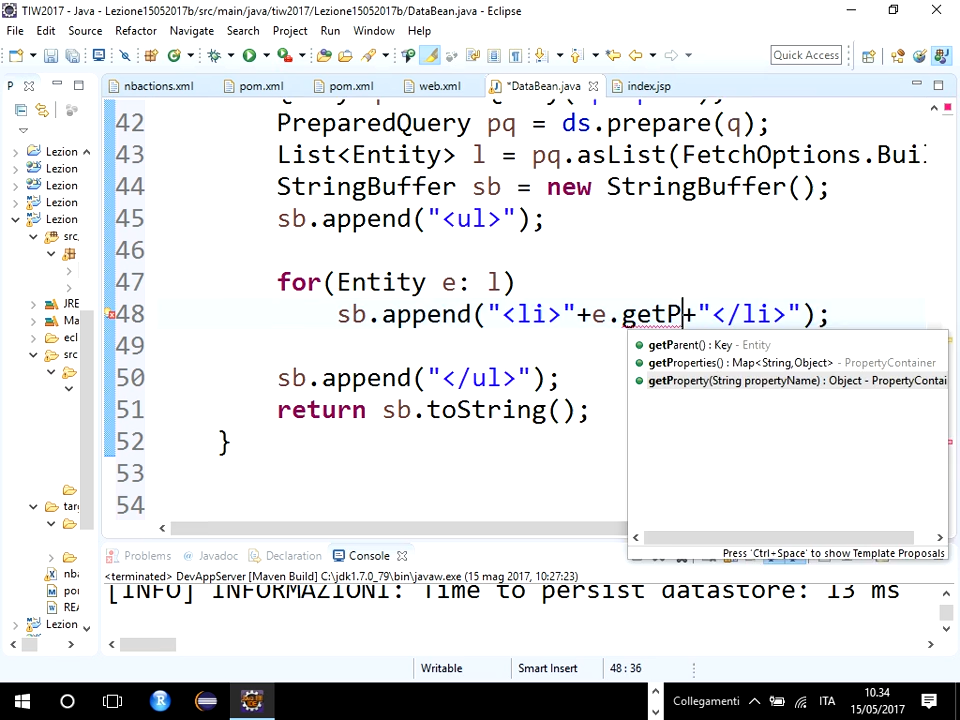 TIW2017 - Java - Lezione15052017b/src/main/java/tiw2017/Lezione15052017b/DataBean.java - Eclipse
File Edit Source Refactor Navigate Search Project Run Window Help
Quick Access
P nbactions.xml pom.xml pom.xml web.xml *DataBean.java index.jsp
42 PreparedQuery pq = ds.prepare(q);
43 List<Entity> l = pq.asList(FetchOptions.Buil
44 StringBuffer sb = new StringBuffer();
45 sb.append("<ul>");
46
47 for(Entity e: l)
48 sb.append("<li>"+e.getP+"</li>");
49
50 sb.append("</ul>");
51 return sb.toString();
52 }
53
54
getParent() : Key - Entity
getProperties() : Map<String,Object> - PropertyContainer
getProperty(String propertyName) : Object - PropertyContai
Press 'Ctrl+Space' to show Template Proposals
Lezion
Lezion
Lezion
Lezion
Lezion
src,
JRE
Ma
ecl
src
tar
nba
por
REA
Lezion
Problems Javadoc Declaration Console
<terminated> DevAppServer [Maven Build] C:\jdk1.7.0_79\bin\javaw.exe (15 mag 2017, 10:27:23)
[INFO] INFORMAZIONI: Time to persist datastore: 13 ms
Writable Smart Insert 48 : 36
Collegamenti ITA 10.34
15/05/2017